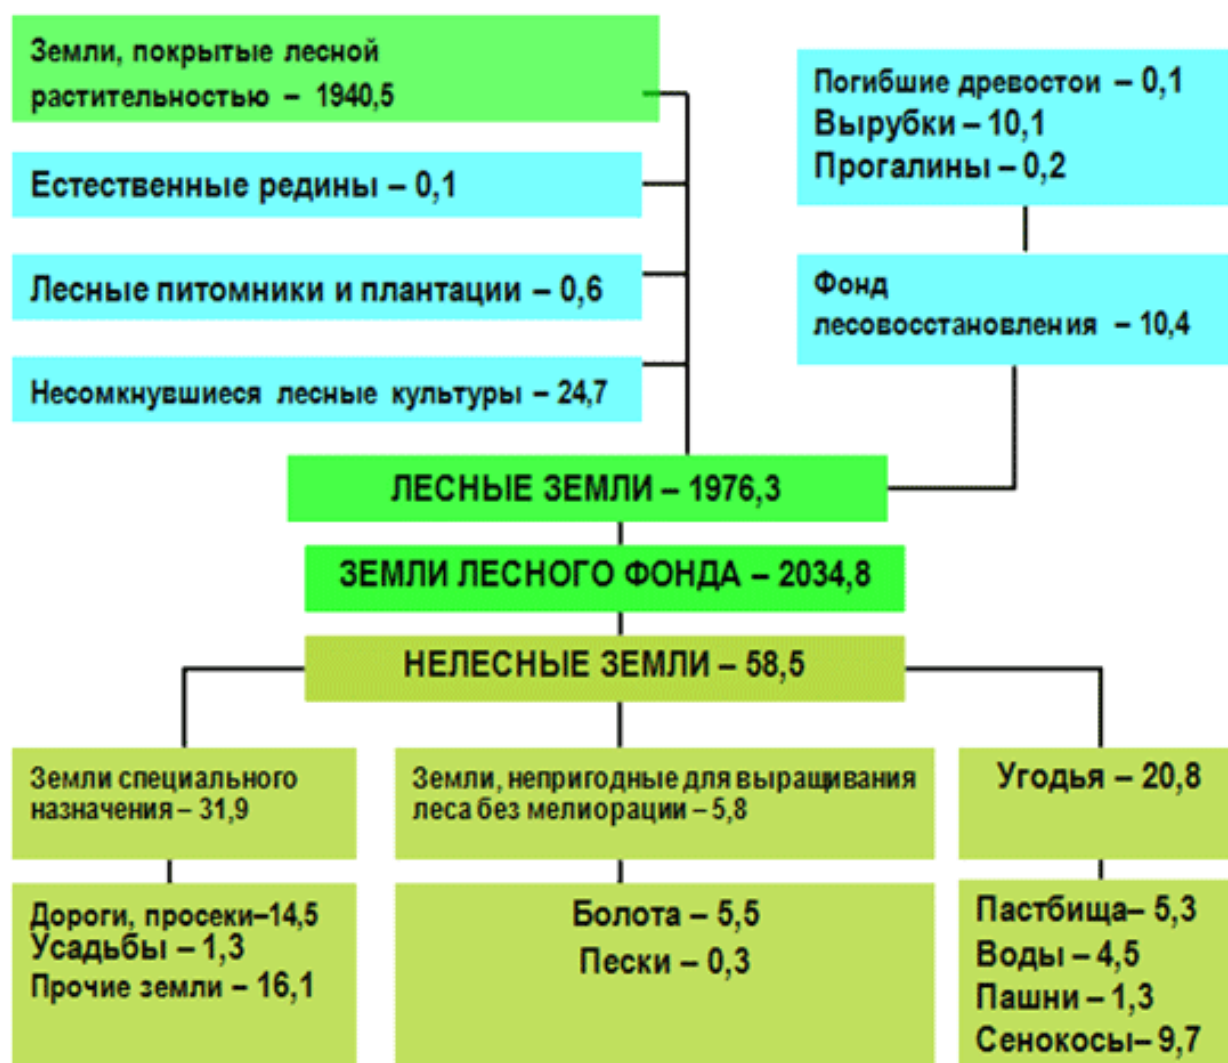 Земли, покрытые лесной
растительностью – 1940,5
Естественные редины – 0,1
Лесные питомники и плантации – 0,6
Несомкнувшиеся лесные культуры – 24,7
Погибшие древостои – 0,1
Вырубки – 10,1
Прогалины – 0,2
Фонд
лесовосстановления – 10,4
ЛЕСНЫЕ ЗЕМЛИ – 1976,3
ЗЕМЛИ ЛЕСНОГО ФОНДА – 2034,8
НЕЛЕСНЫЕ ЗЕМЛИ – 58,5
Земли специального
назначения – 31,9
Земли, непригодные для выращивания
леса без мелиорации – 5,8
Угодья – 20,8
Дороги, просеки–14,5
Усадьбы – 1,3
Прочие земли – 16,1
Болота – 5,5
Пески – 0,3
Пастбища– 5,3
Воды – 4,5
Пашни – 1,3
Сенокосы– 9,7